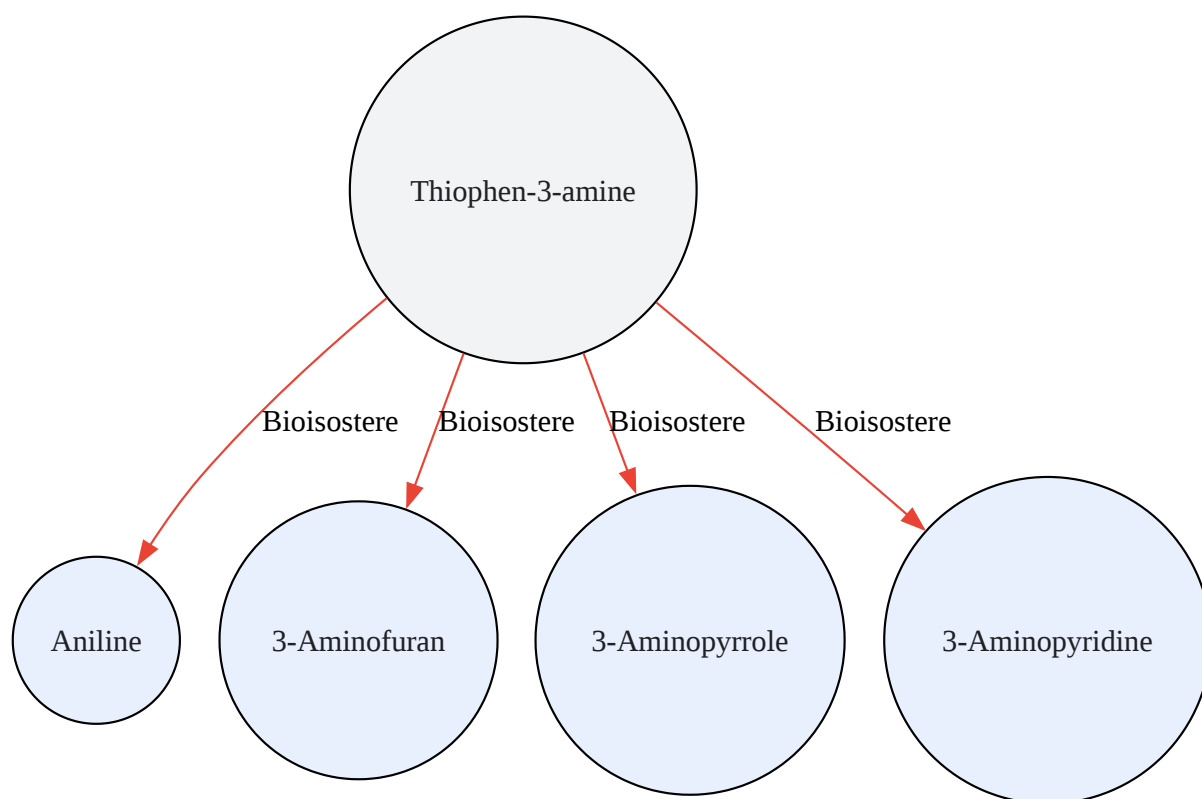 Thiophen-3-amine
Bioisostere
Bioisostere
Bioisostere
Bioisostere
Aniline
3-Aminofuran
3-Aminopyrrole
3-Aminopyridine